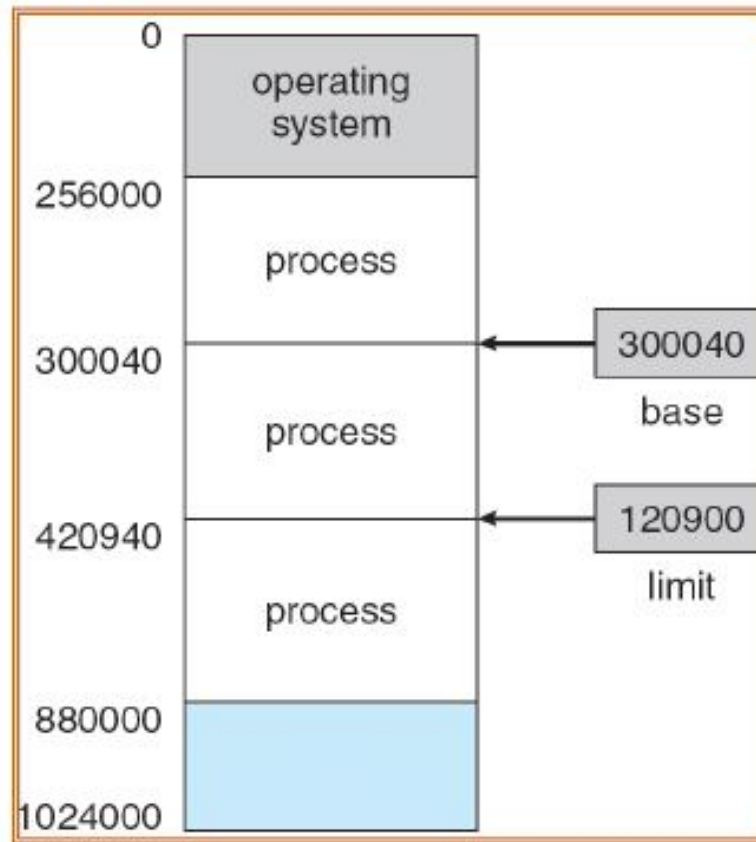 0
operating
system
256000
process
300040
300040
base
process
420940
120900
limit
process
880000
1024000